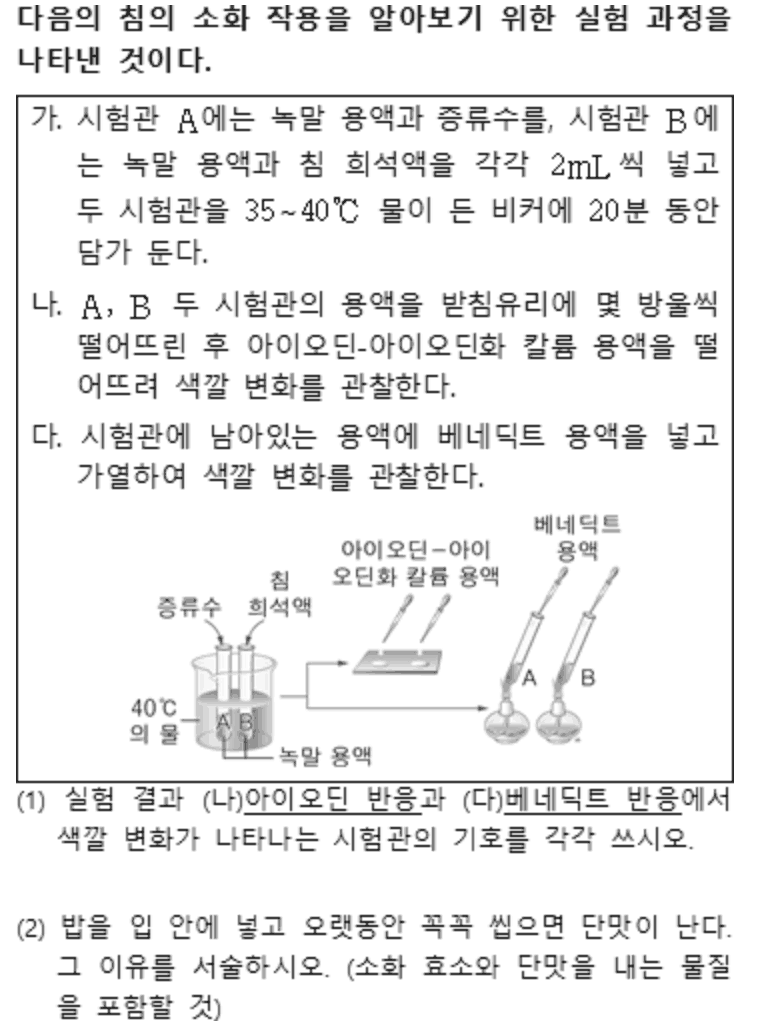 다음의 침의 소화 작용을 알아보기 위한 실험 과정을
나타낸 것이다.
가. 시험관 A에는 녹말 용액과 증류수를, 시험관 B에
는 녹말 용액과 침 희석액을 각각 2mL씩 넣고
두 시험관을 35~40℃ 물이 든 비커에 20분 동안
담가 둔다.
나. A, B 두 시험관의 용액을 받침유리에 몇 방울씩
떨어뜨린 후 아이오딘-아이오딘화 칼륨 용액을 떨
어뜨려 색깔 변화를 관찰한다.
다. 시험관에 남아있는 용액에 베네딕트 용액을 넣고
가열하여 색깔 변화를 관찰한다.
베네딕트
용액
아이오딘-아이
오딘화 칼륨 용액
침
증류수 희석액
A B
40℃
의 물
A B
녹말 용액
(1) 실험 결과 (나)아이오딘 반응과 (다)베네딕트 반응에서
색깔 변화가 나타나는 시험관의 기호를 각각 쓰시오.
(2) 밥을 입 안에 넣고 오랫동안 꼭꼭 씹으면 단맛이 난다.
그 이유를 서술하시오. (소화 효소와 단맛을 내는 물질
을 포함할 것)